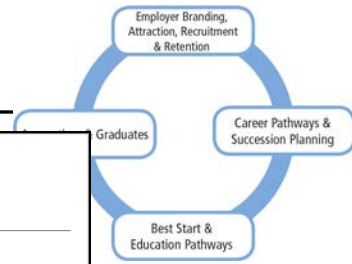 Employer Branding,
Attraction, Recruitment
& Retention
& Graduates
Career Pathways &
Succession Planning
Best Start &
Education Pathways